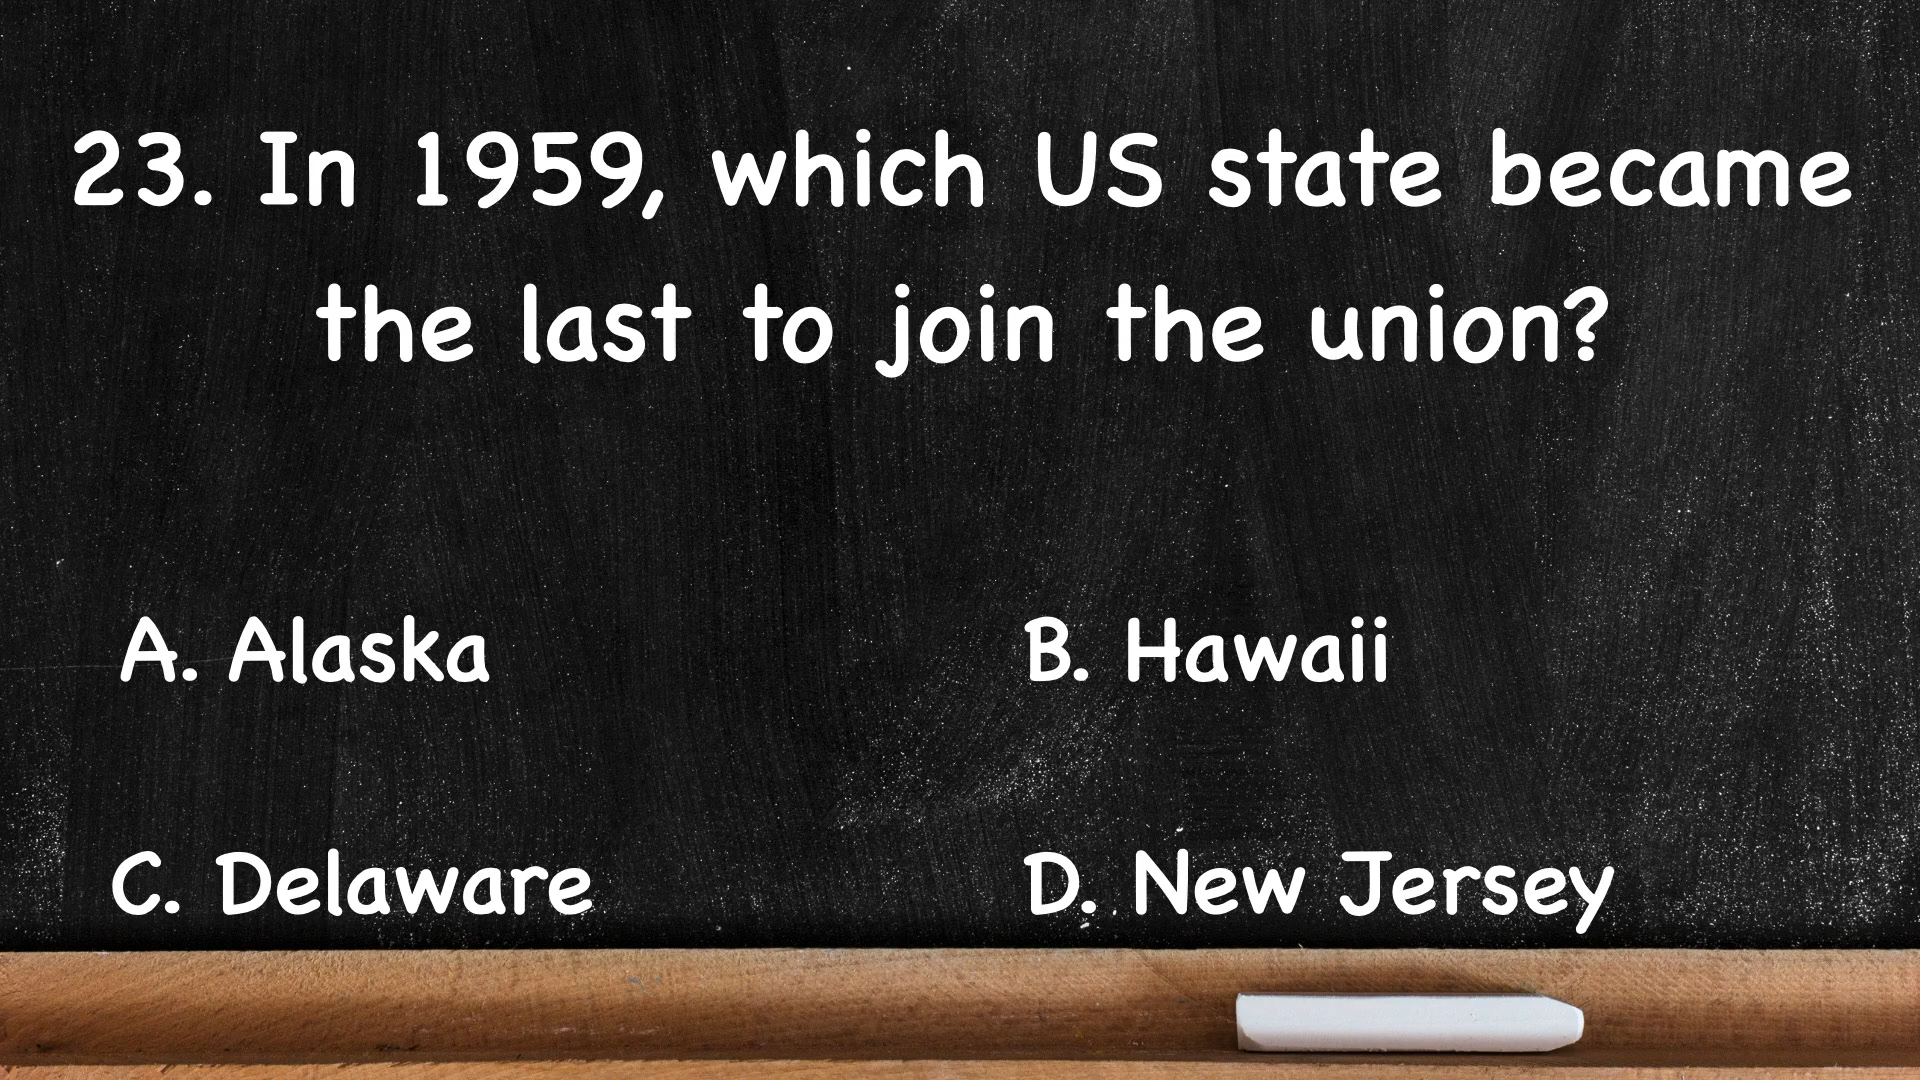 23. In 1959, which US state became
the last to join the union?
A. Alaska
B. Hawaii
C. Delaware
D. New Jersey